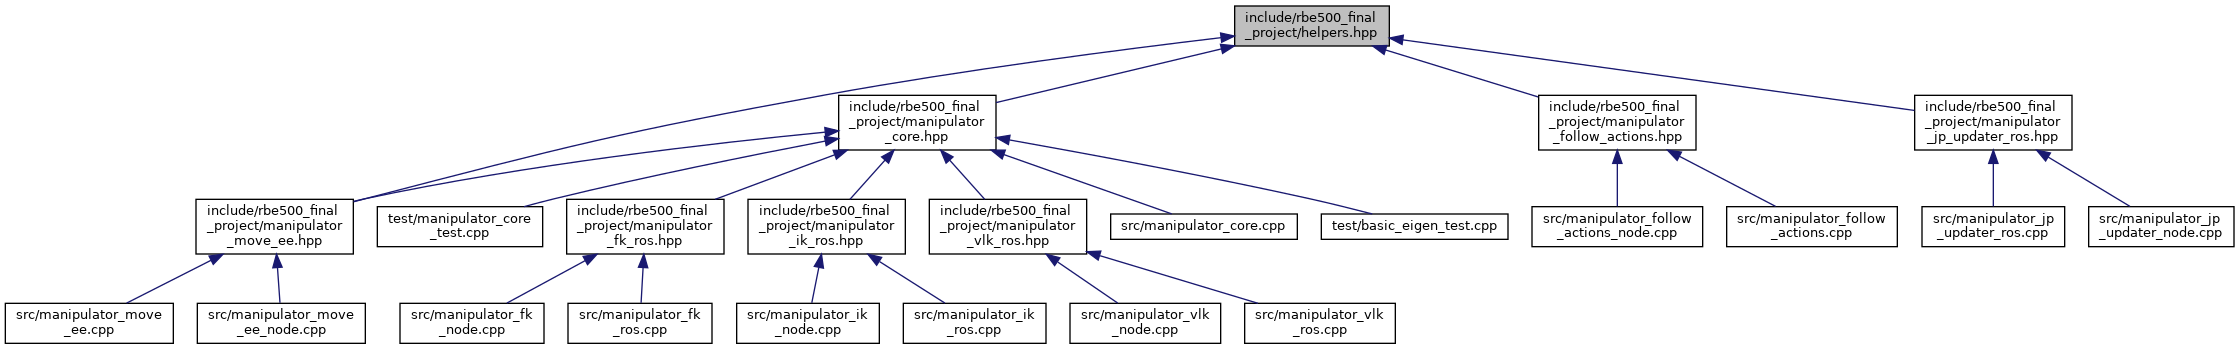 include/rbe500_final
_project/helpers.hpp
include/rbe500_final
_project/manipulator
_core.hpp
include/rbe500_final
_project/manipulator
_follow_actions.hpp
include/rbe500_final
_project/manipulator
_jp_updater_ros.hpp
include/rbe500_final
_project/manipulator
_move_ee.hpp
test/manipulator_core
_test.cpp
include/rbe500_final
_project/manipulator
_fk_ros.hpp
include/rbe500_final
_project/manipulator
_ik_ros.hpp
include/rbe500_final
_project/manipulator
_vlk_ros.hpp
src/manipulator_core.cpp
test/basic_eigen_test.cpp
src/manipulator_follow
_actions_node.cpp
src/manipulator_follow
_actions.cpp
src/manipulator_jp
_updater_ros.cpp
src/manipulator_jp
_updater_node.cpp
src/manipulator_move
_ee.cpp
src/manipulator_move
_ee_node.cpp
src/manipulator_fk
_node.cpp
src/manipulator_fk
_ros.cpp
src/manipulator_ik
_node.cpp
src/manipulator_ik
_ros.cpp
src/manipulator_vlk
_node.cpp
src/manipulator_vlk
_ros.cpp